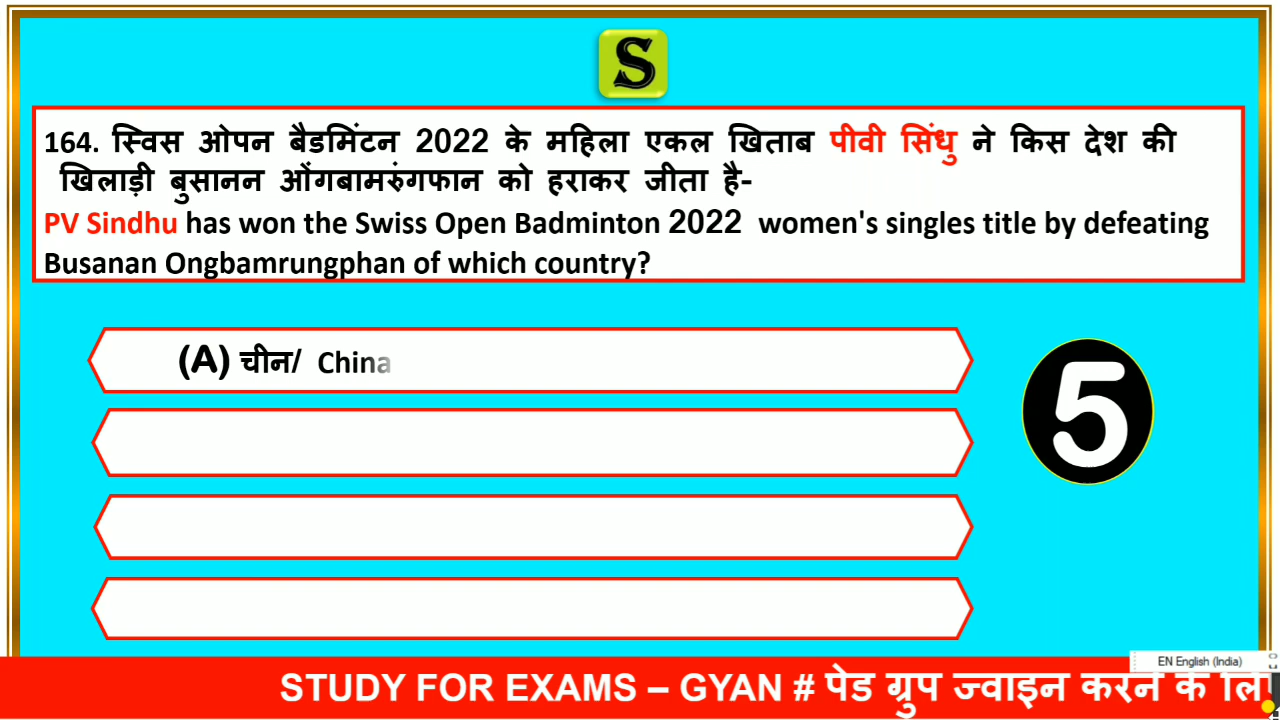 S
164. स्विस ओपन बैडमिंटन 2022 के महिला एकल खिताब पीवी सिंधु ने किस देश की
खिलाड़ी बुसानन ओंगबामरुंगफान को हराकर जीता है-
PV Sindhu has won the Swiss Open Badminton 2022 women's singles title by defeating
Busanan Ongbamrungphan of which country?
(A) चीन/ China
5
EN English (India)
STUDY FOR EXAMS – GYAN # पेड ग्रुप ज्वाइन करने के